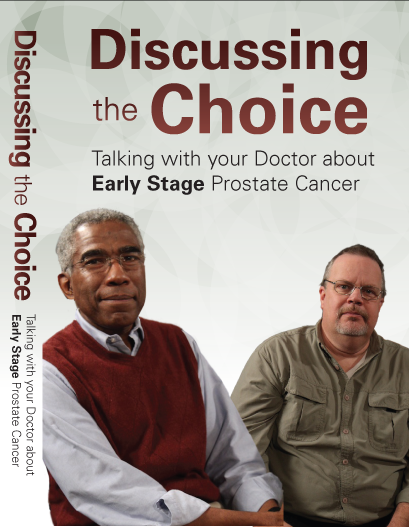 Discussing
the Choice
Talking with your Doctor about
Early Stage Prostate Cancer
Discussing the Choice
Talking with your Doctor about
Early Stage Prostate Cancer